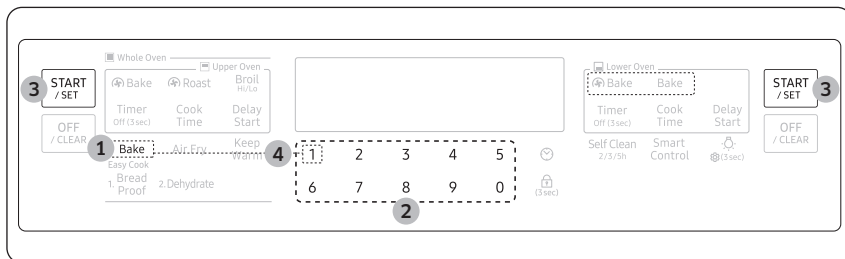 Whole Oven
Upper Oven
Bake Roast Broil
Hi/Lo
Timer Cook Delay
Off (3 sec) Time Start
START
/ SET
3
OFF
/ CLEAR
1
Bake Air Fry Keep
Warm
Easy Cook
1. Bread
Proof 2. Dehydrate
4
1 2 3 4 5
6 7 8 9 0
2
(3 sec)
Lower Oven
Bake Bake
Timer Cook Delay
Off (3 sec) Time Start
Self Clean Smart
2/3/5h Control (3 sec)
START
/ SET
3
OFF
/ CLEAR